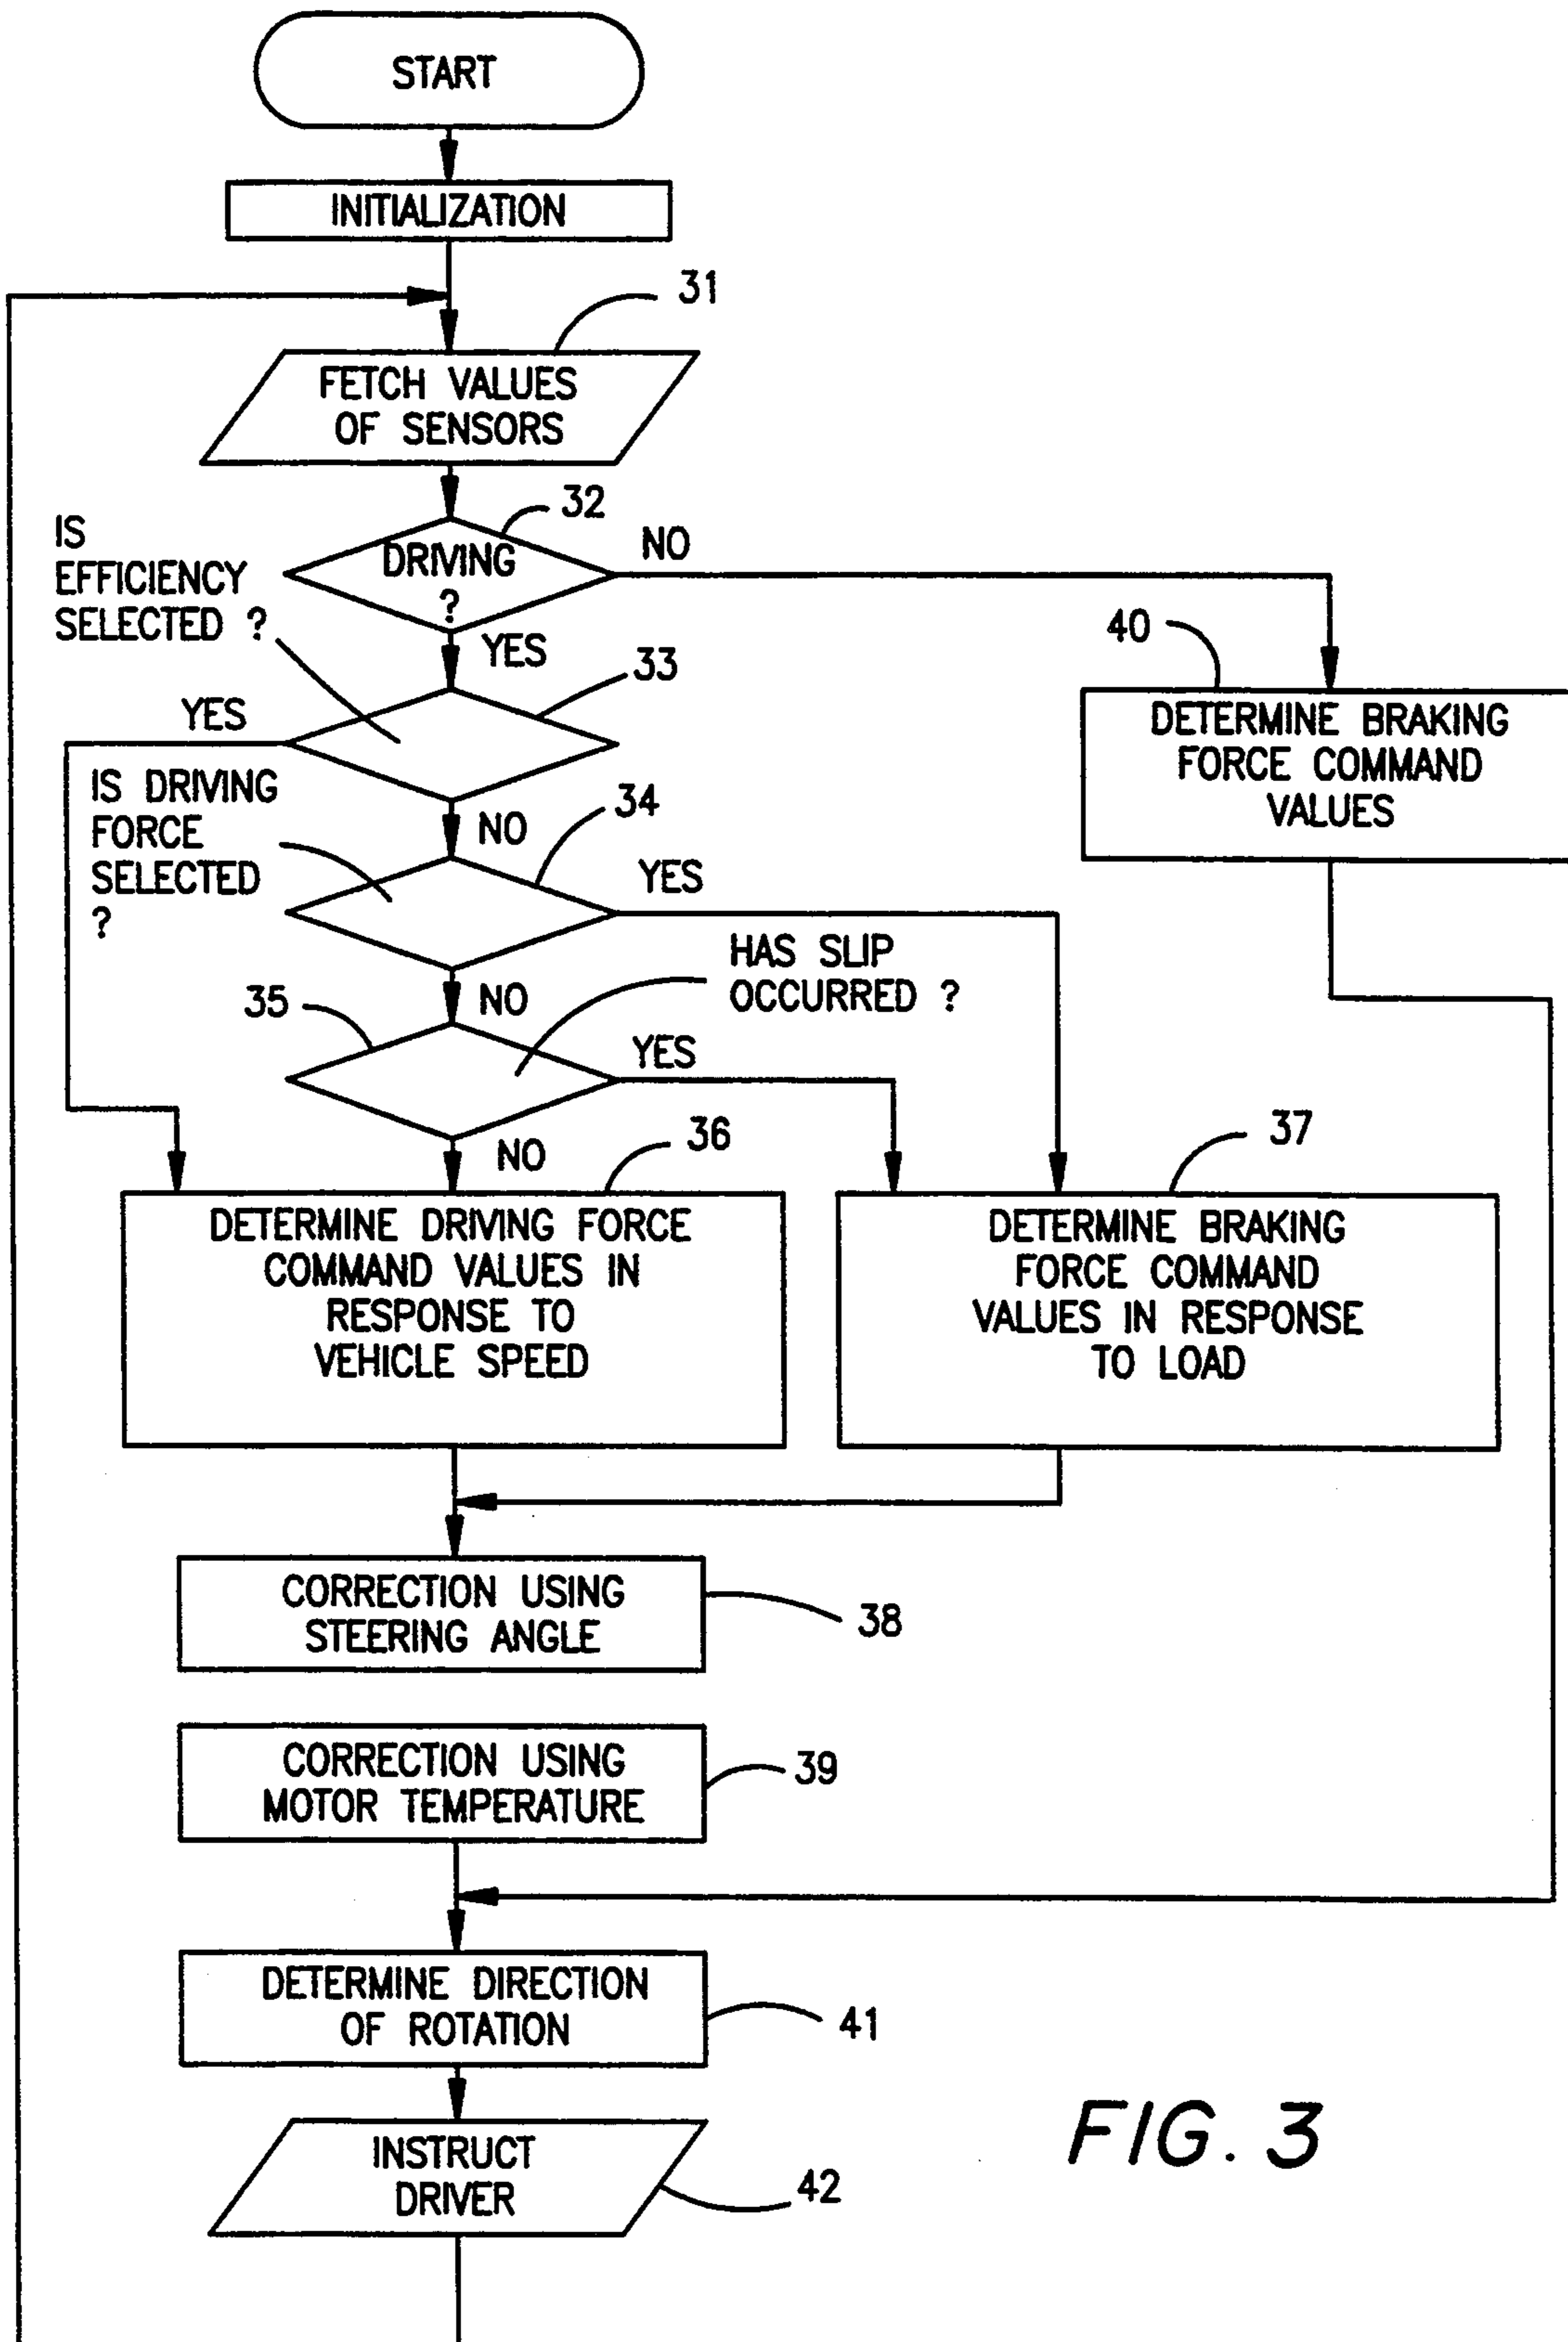 START
INITIALIZATION
31
FETCH VALUES
OF SENSORS
32
IS
EFFICIENCY
SELECTED ?
DRIVING
?
NO
YES
40
33
YES
DETERMINE BRAKING
FORCE COMMAND
VALUES
IS DRIVING
FORCE
SELECTED
?
NO
34
YES
HAS SLIP
OCCURRED ?
NO
35
YES
NO
36
37
DETERMINE DRIVING FORCE
COMMAND VALUES IN
RESPONSE TO
VEHICLE SPEED
DETERMINE BRAKING
FORCE COMMAND
VALUES IN RESPONSE
TO LOAD
CORRECTION USING
STEERING ANGLE
38
CORRECTION USING
MOTOR TEMPERATURE
39
DETERMINE DIRECTION
OF ROTATION
41
INSTRUCT
DRIVER
42
FIG. 3